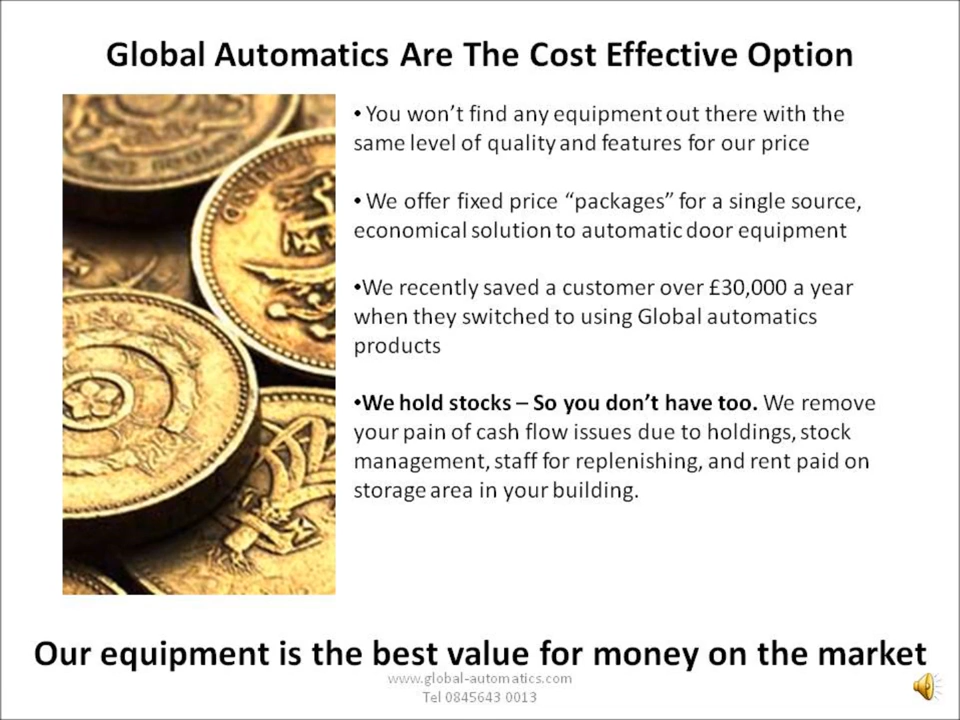 Global Automatics Are The Cost Effective Option
• You won't find any equipment out there with the
same level of quality and features for our price
• We offer fixed price “packages” for a single source,
economical solution to automatic door equipment
•We recently saved a customer over £30,000 a year
when they switched to using Global automatics
products
•We hold stocks – So you don't have too. We remove
your pain of cash flow issues due to holdings, stock
management, staff for replenishing, and rent paid on
storage area in your building.
Our equipment is the best value for money on the market
www.global-automatics.com
Tel 0845643 0013